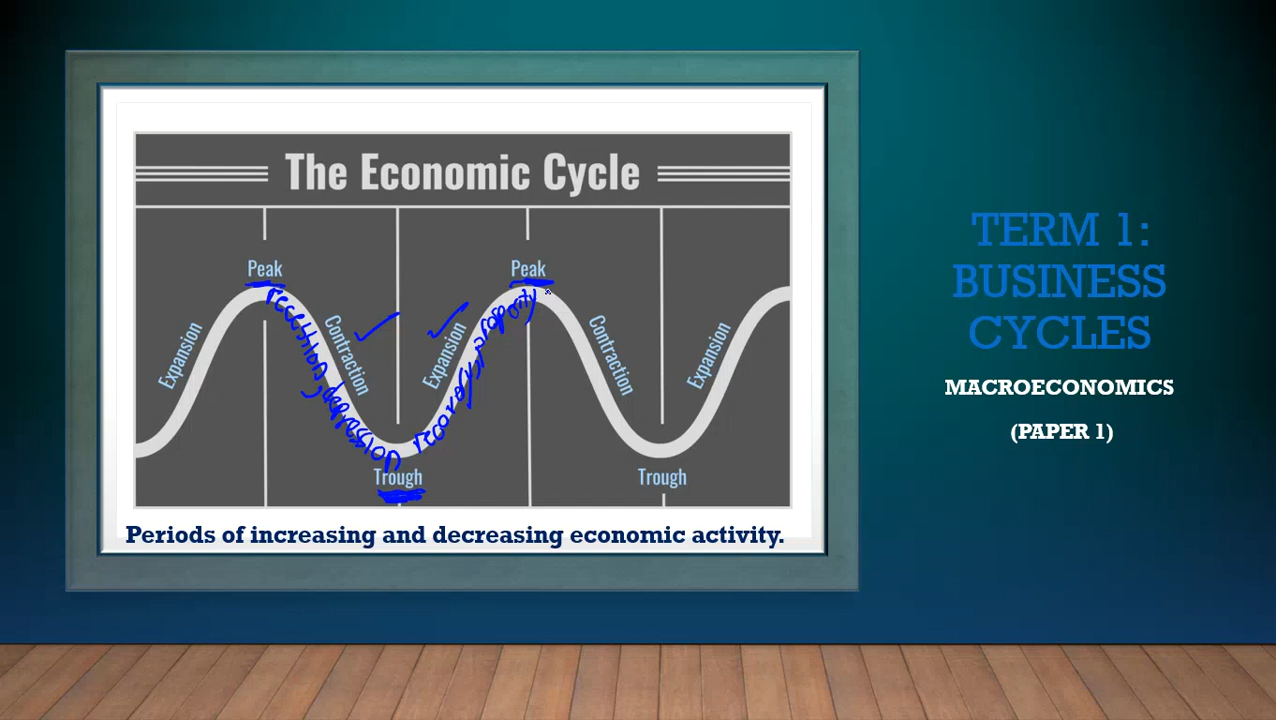 The Economic Cycle
Peak
Peak
Expansion
recession, depression
Contraction
Expansion
recovery, prosperity
Contraction
Expansion
Trough
Trough
Periods of increasing and decreasing economic activity.
TERM 1:
BUSINESS
CYCLES
MACROECONOMICS
(PAPER 1)